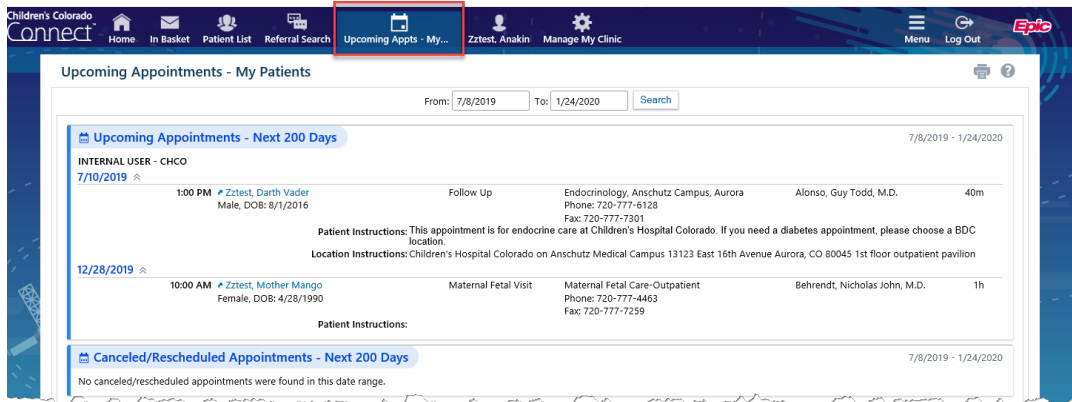 Children's Colorado
Connect
Home
In Basket
Patient List
Referral Search
Upcoming Appts - My...
Zztest, Anakin
Manage My Clinic
Menu
Log Out
Epic
Upcoming Appointments - My Patients
From: 7/8/2019 To: 1/24/2020 Search
Upcoming Appointments - Next 200 Days 7/8/2019 - 1/24/2020
INTERNAL USER - CHCO
7/10/2019
1:00 PM Zztest, Darth Vader Follow Up Endocrinology, Anschutz Campus, Aurora Alonso, Guy Todd, M.D. 40m
Male, DOB: 8/1/2016 Phone: 720-777-6128
Fax: 720-777-7301
Patient Instructions: This appointment is for endocrine care at Children's Hospital Colorado. If you need a diabetes appointment, please choose a BDC
location.
Location Instructions: Children's Hospital Colorado on Anschutz Medical Campus 13123 East 16th Avenue Aurora, CO 80045 1st floor outpatient pavilion
12/28/2019
10:00 AM Zztest, Mother Mango Maternal Fetal Visit Maternal Fetal Care-Outpatient Behrendt, Nicholas John, M.D. 1h
Female, DOB: 4/28/1990 Phone: 720-777-4463
Fax: 720-777-7259
Patient Instructions:
Canceled/Rescheduled Appointments - Next 200 Days 7/8/2019 - 1/24/2020
No canceled/rescheduled appointments were found in this date range.